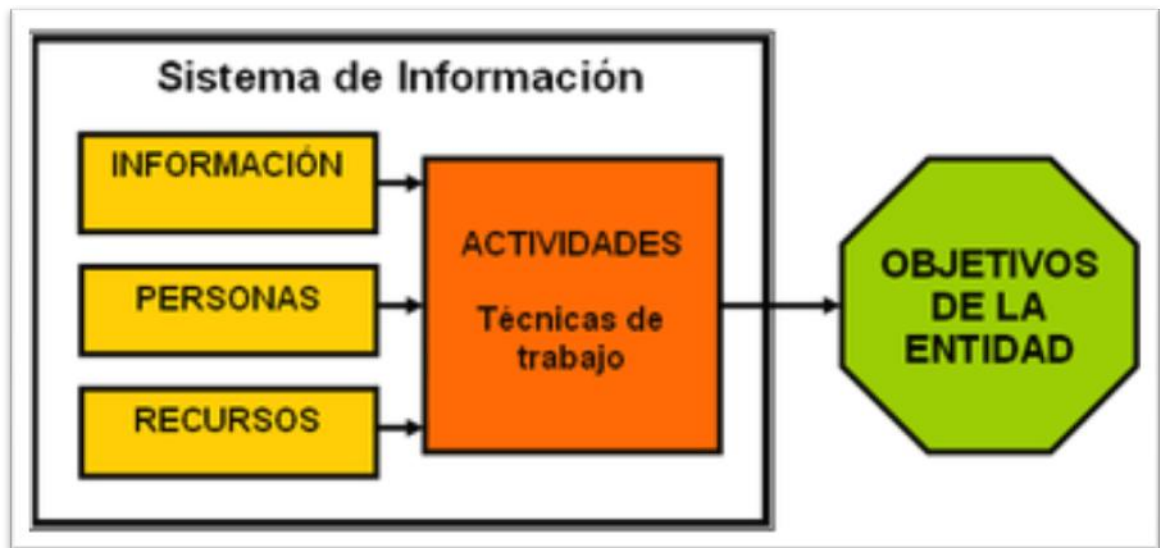 Sistema de Información
INFORMACIÓN
PERSONAS
RECURSOS
ACTIVIDADES
Técnicas de
trabajo
OBJETIVOS
DE LA
ENTIDAD